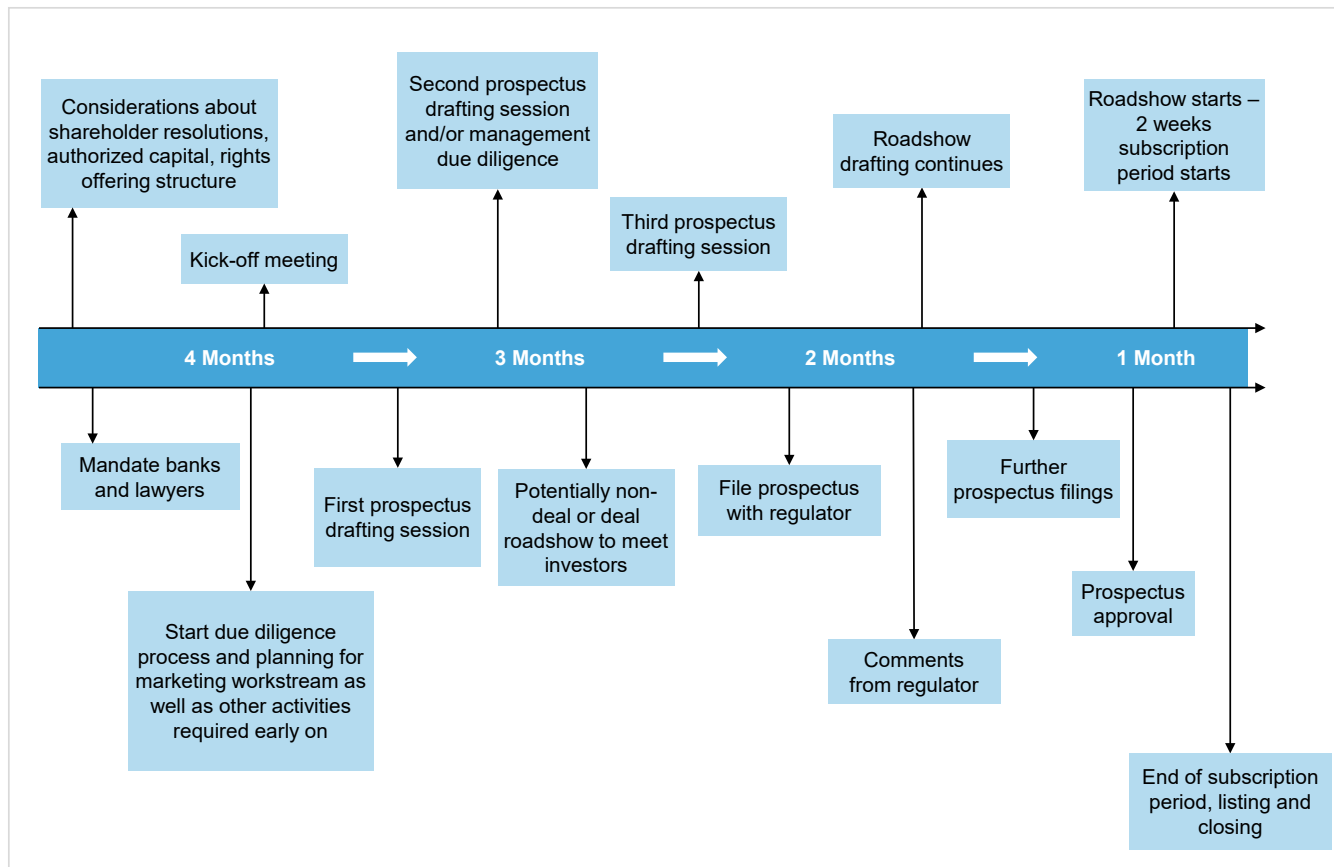 Considerations about
shareholder resolutions,
authorized capital, rights
offering structure
Kick-off meeting
Second prospectus
drafting session
and/or management
due diligence
Third prospectus
drafting session
Roadshow
drafting continues
Roadshow starts –
2 weeks
subscription
period starts
4 Months
3 Months
2 Months
1 Month
Mandate banks
and lawyers
Start due diligence
process and planning for
marketing workstream as
well as other activities
required early on
First prospectus
drafting session
Potentially non-
deal or deal
roadshow to meet
investors
File prospectus
with regulator
Comments
from regulator
Further
prospectus filings
Prospectus
approval
End of subscription
period, listing and
closing